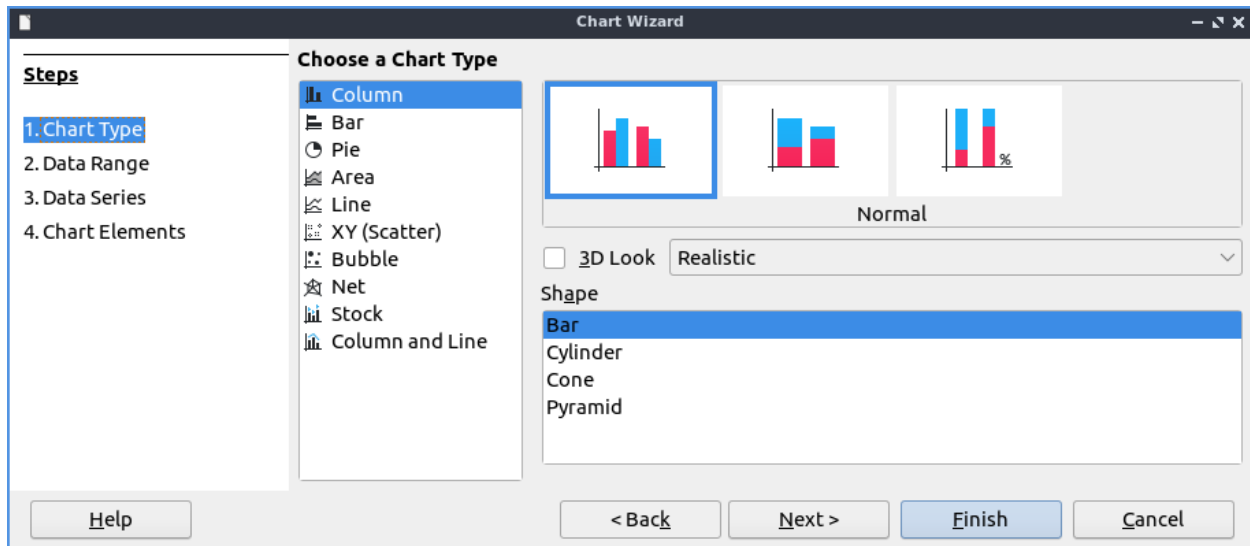 Chart Wizard
Steps
1. Chart Type
2. Data Range
3. Data Series
4. Chart Elements
Choose a Chart Type
Column
Bar
Pie
Area
Line
XY (Scatter)
Bubble
Net
Stock
Column and Line
%
Normal
3D Look
Realistic
Shape
Bar
Cylinder
Cone
Pyramid
Help
< Back
Next >
Finish
Cancel